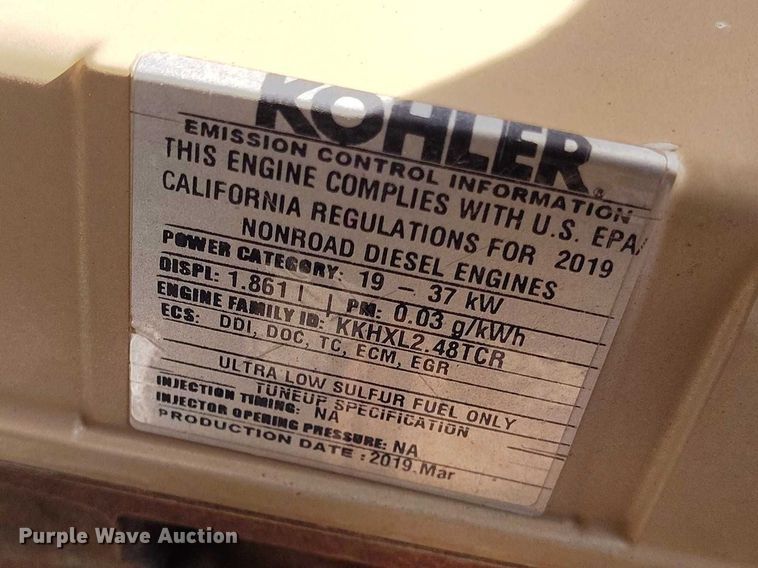 KOHLER®
EMISSION CONTROL INFORMATION
THIS ENGINE COMPLIES WITH U.S. EPA/
CALIFORNIA REGULATIONS FOR 2019
NONROAD DIESEL ENGINES
POWER CATEGORY: 19 - 37 kW
DISPL: 1.861 l | PM: 0.03 g/kWh
ENGINE FAMILY ID: KKHXL2.48TCR
ECS: DDI, DOC, TC, ECM, EGR
ULTRA LOW SULFUR FUEL ONLY
TUNEUP SPECIFICATION
INJECTION TIMING: NA
INJECTOR OPERING PRESSURE: NA
PRODUCTION DATE : 2019.Mar
Purple Wave Auction